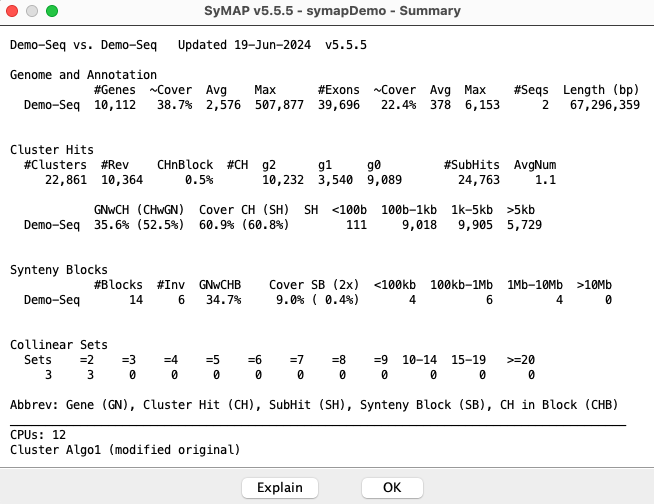 SyMAP v5.5.5 - symapDemo - Summary
Demo-Seq vs. Demo-Seq   Updated 19-Jun-2024  v5.5.5
Genome and Annotation
            #Genes  ~Cover  Avg    Max      #Exons  ~Cover  Avg  Max    #Seqs  Length (bp)
  Demo-Seq  10,112   38.7%  2,576  507,877  39,696   22.4%  378  6,153      2   67,296,359
Cluster Hits
  #Clusters  #Rev    CHnBlock  #CH  g2      g1     g0         #SubHits  AvgNum
     22,861  10,364      0.5%       10,232  3,540  9,089        24,763     1.1
            GNwCH (CHwGN)  Cover CH (SH)  SH  <100b  100b-1kb  1k-5kb  >5kb
  Demo-Seq  35.6% (52.5%)  60.9% (60.8%)        111     9,018   9,905  5,729
Synteny Blocks
            #Blocks  #Inv  GNwCHB    Cover SB (2x)  <100kb  100kb-1Mb  1Mb-10Mb  >10Mb
  Demo-Seq       14     6   34.7%     9.0% ( 0.4%)       4          6         4      0
Collinear Sets
  Sets    =2    =3    =4    =5    =6    =7    =8    =9  10-14  15-19   >=20
     3     3     0     0     0     0     0     0     0      0      0      0
Abbrev: Gene (GN), Cluster Hit (CH), SubHit (SH), Synteny Block (SB), CH in Block (CHB)
CPUs: 12
Cluster Algo1 (modified original)
Explain   OK